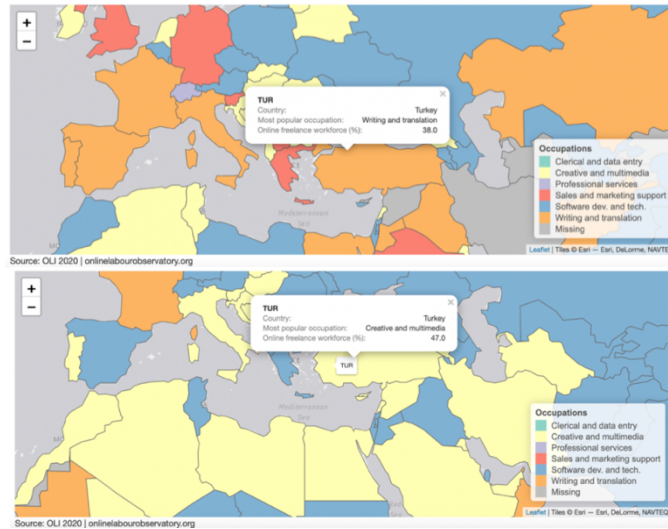 +
−
×
TUR
Country: Turkey
Most popular occupation: Writing and translation
Online freelance workforce (%): 38.0
Mediterranean
Sea
Occupations
Clerical and data entry
Creative and multimedia
Professional services
Sales and marketing support
Software dev. and tech.
Writing and translation
Missing
Leaflet | Tiles © Esri — Esri, DeLorme, NAVTEQ
Source: OLI 2020 | onlinelabourobservatory.org
+
−
×
TUR
Country: Turkey
Most popular occupation: Creative and multimedia
Online freelance workforce (%): 47.0
TUR
Mediterranean
Sea
Occupations
Clerical and data entry
Creative and multimedia
Professional services
Sales and marketing support
Software dev. and tech.
Writing and translation
Missing
Leaflet | Tiles © Esri — Esri, DeLorme, NAVTEQ
Source: OLI 2020 | onlinelabourobservatory.org